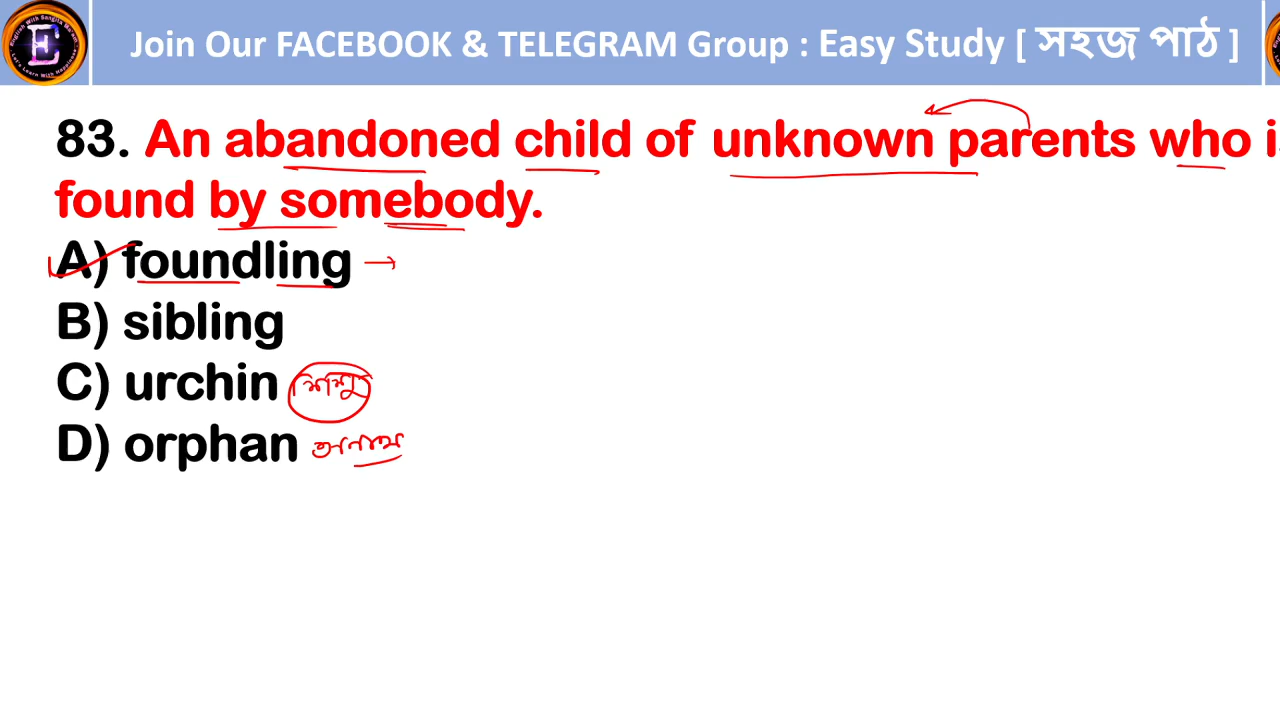 Join Our FACEBOOK & TELEGRAM Group : Easy Study [ সহজ পাঠ ]
83. An abandoned child of unknown parents who is
found by somebody.
A) foundling →
B) sibling
C) urchin শিশু
D) orphan অনাথ